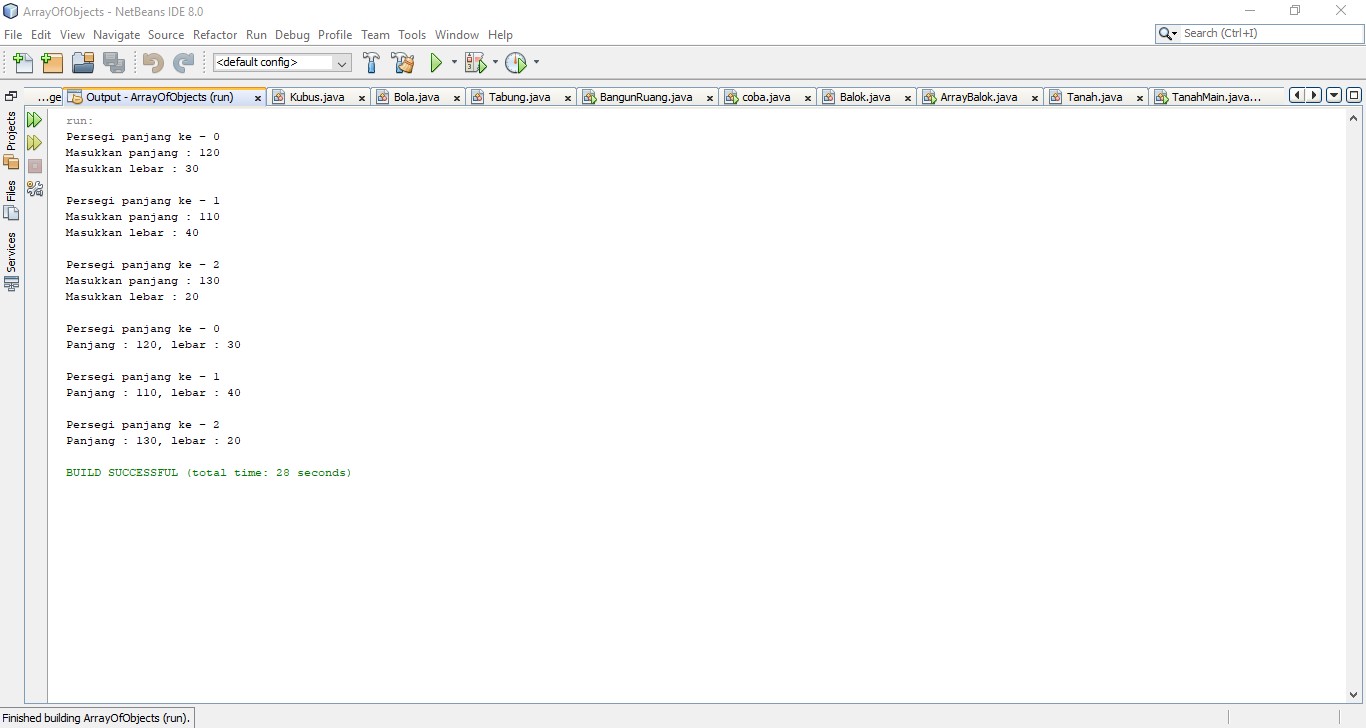 ArrayOfObjects - NetBeans IDE 8.0
File Edit View Navigate Source Refactor Run Debug Profile Team Tools Window Help
Search (Ctrl+I)
<default config>
...ge Output - ArrayOfObjects (run) Kubus.java Bola.java Tabung.java BangunRuang.java coba.java Balok.java ArrayBalok.java Tanah.java TanahMain.java...
Projects
Files
Services
run:
Persegi panjang ke - 0
Masukkan panjang : 120
Masukkan lebar : 30
Persegi panjang ke - 1
Masukkan panjang : 110
Masukkan lebar : 40
Persegi panjang ke - 2
Masukkan panjang : 130
Masukkan lebar : 20
Persegi panjang ke - 0
Panjang : 120, lebar : 30
Persegi panjang ke - 1
Panjang : 110, lebar : 40
Persegi panjang ke - 2
Panjang : 130, lebar : 20
BUILD SUCCESSFUL (total time: 28 seconds)
Finished building ArrayOfObjects (run).